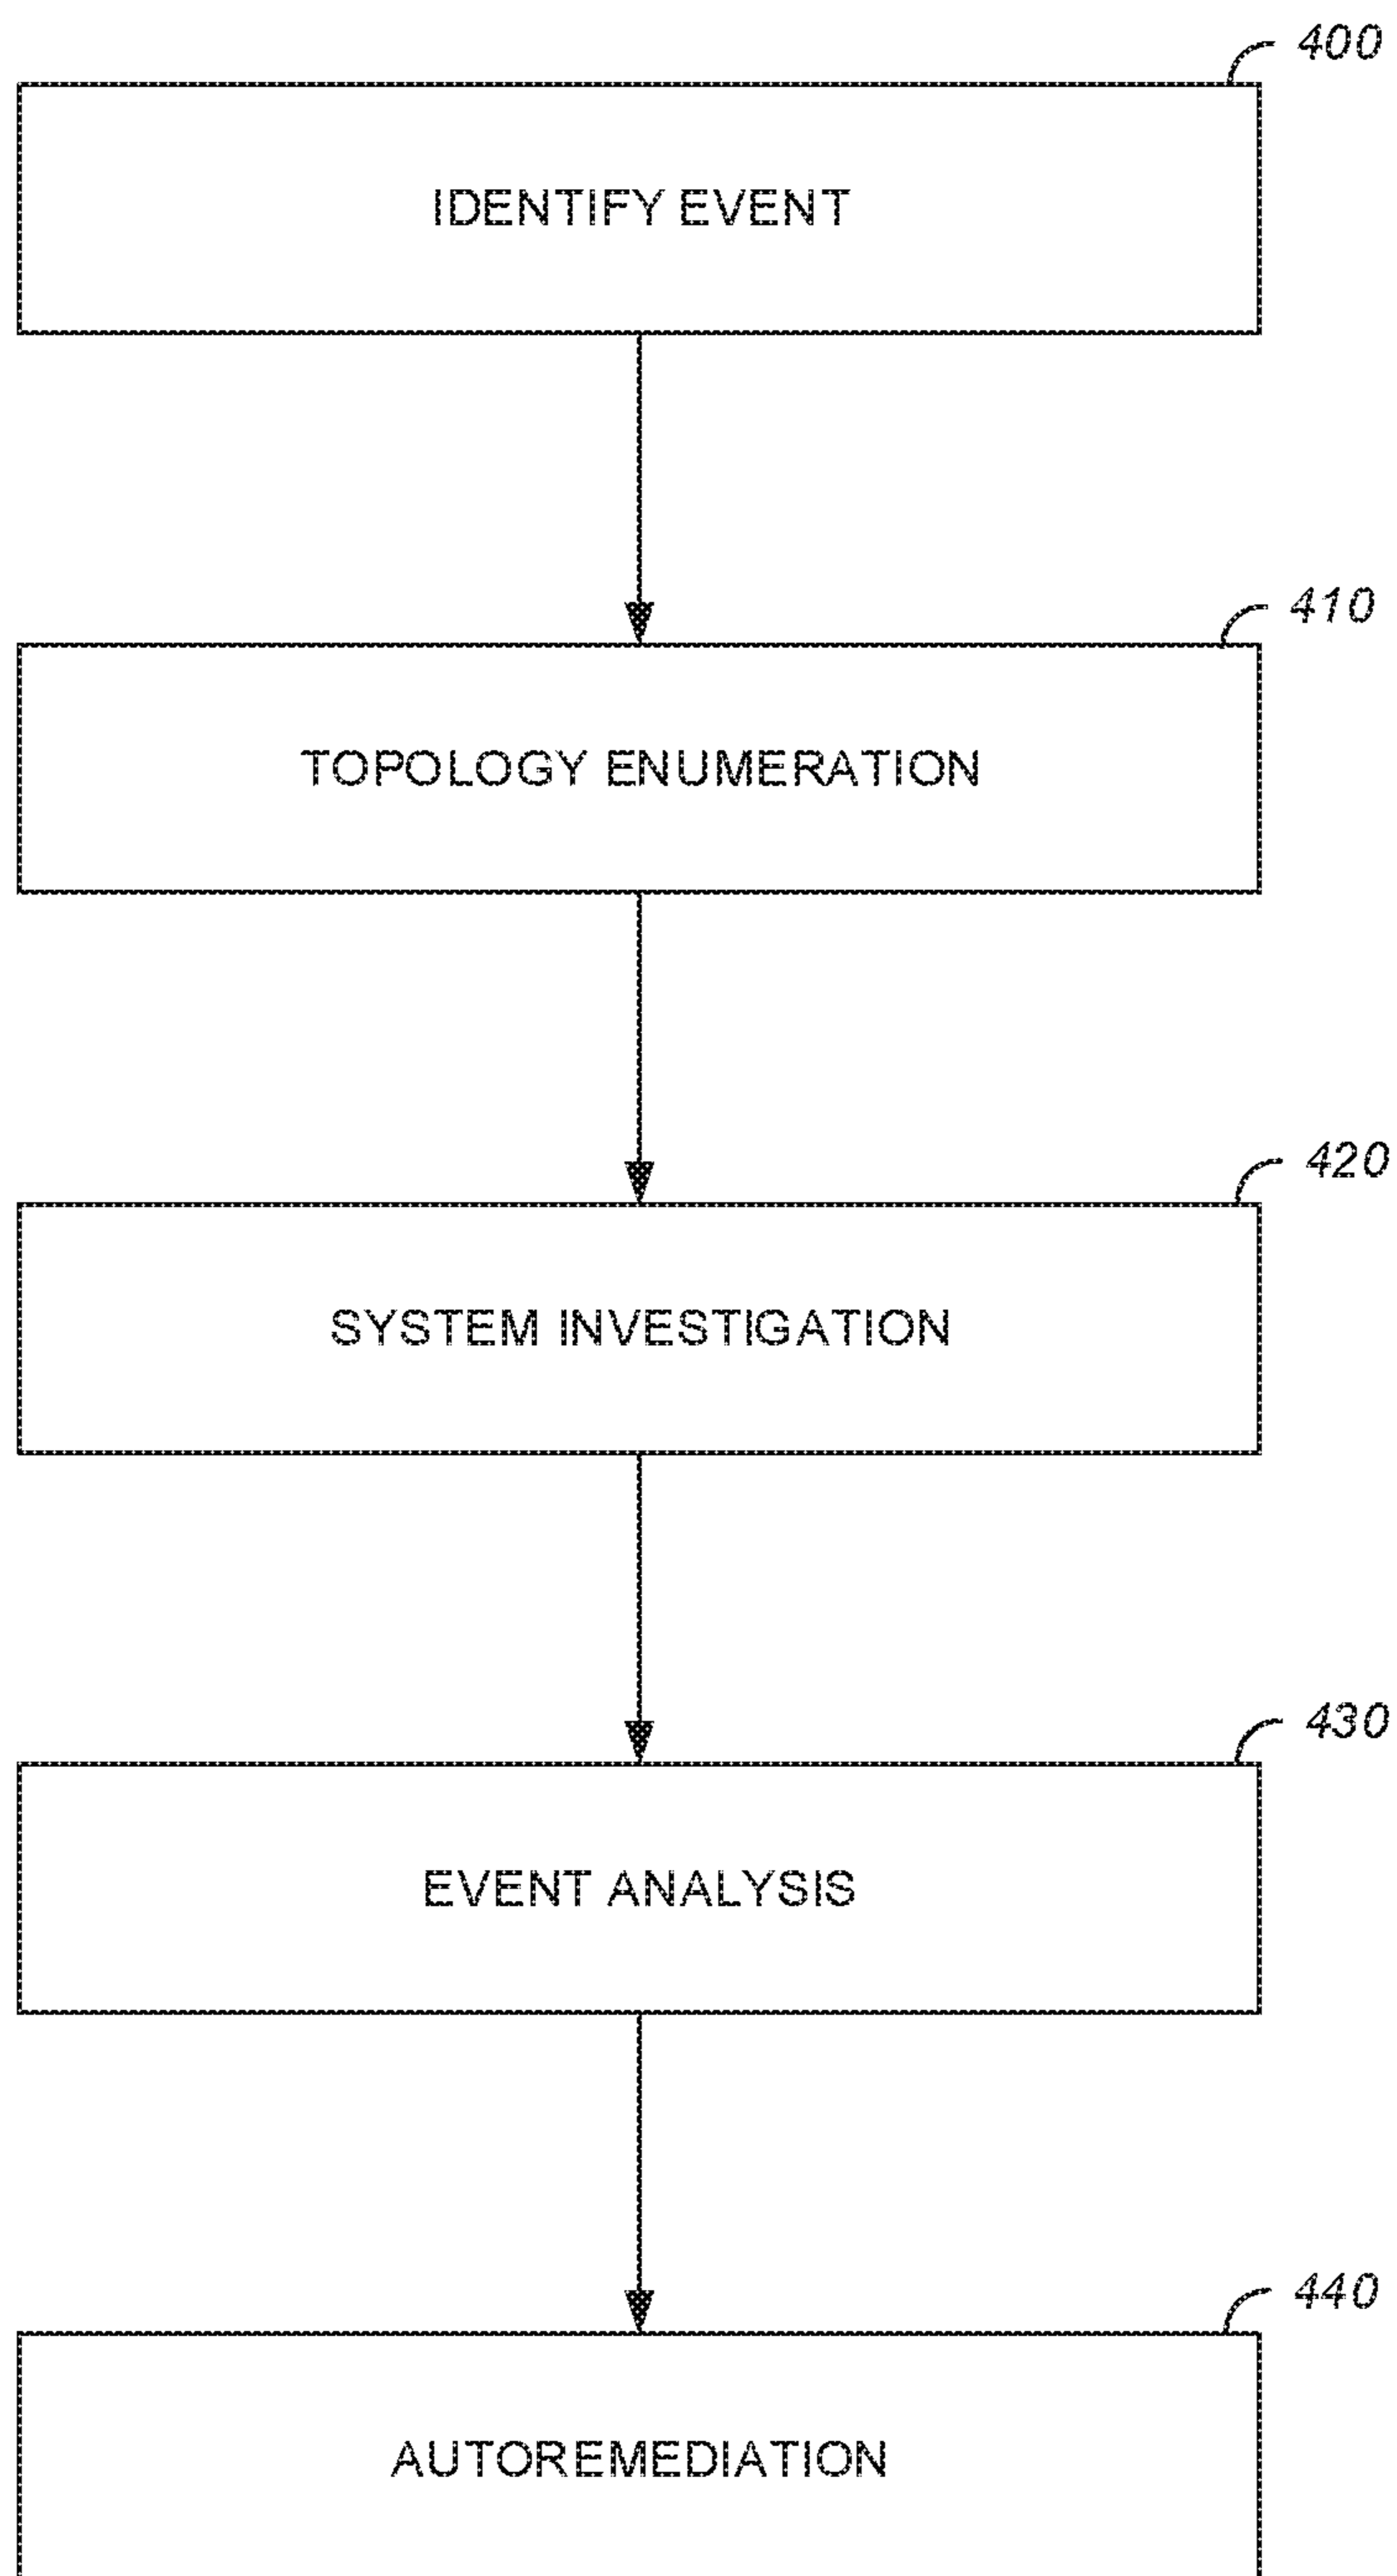 400
IDENTIFY EVENT
410
TOPOLOGY ENUMERATION
420
SYSTEM INVESTIGATION
430
EVENT ANALYSIS
440
AUTOREMEDIATION